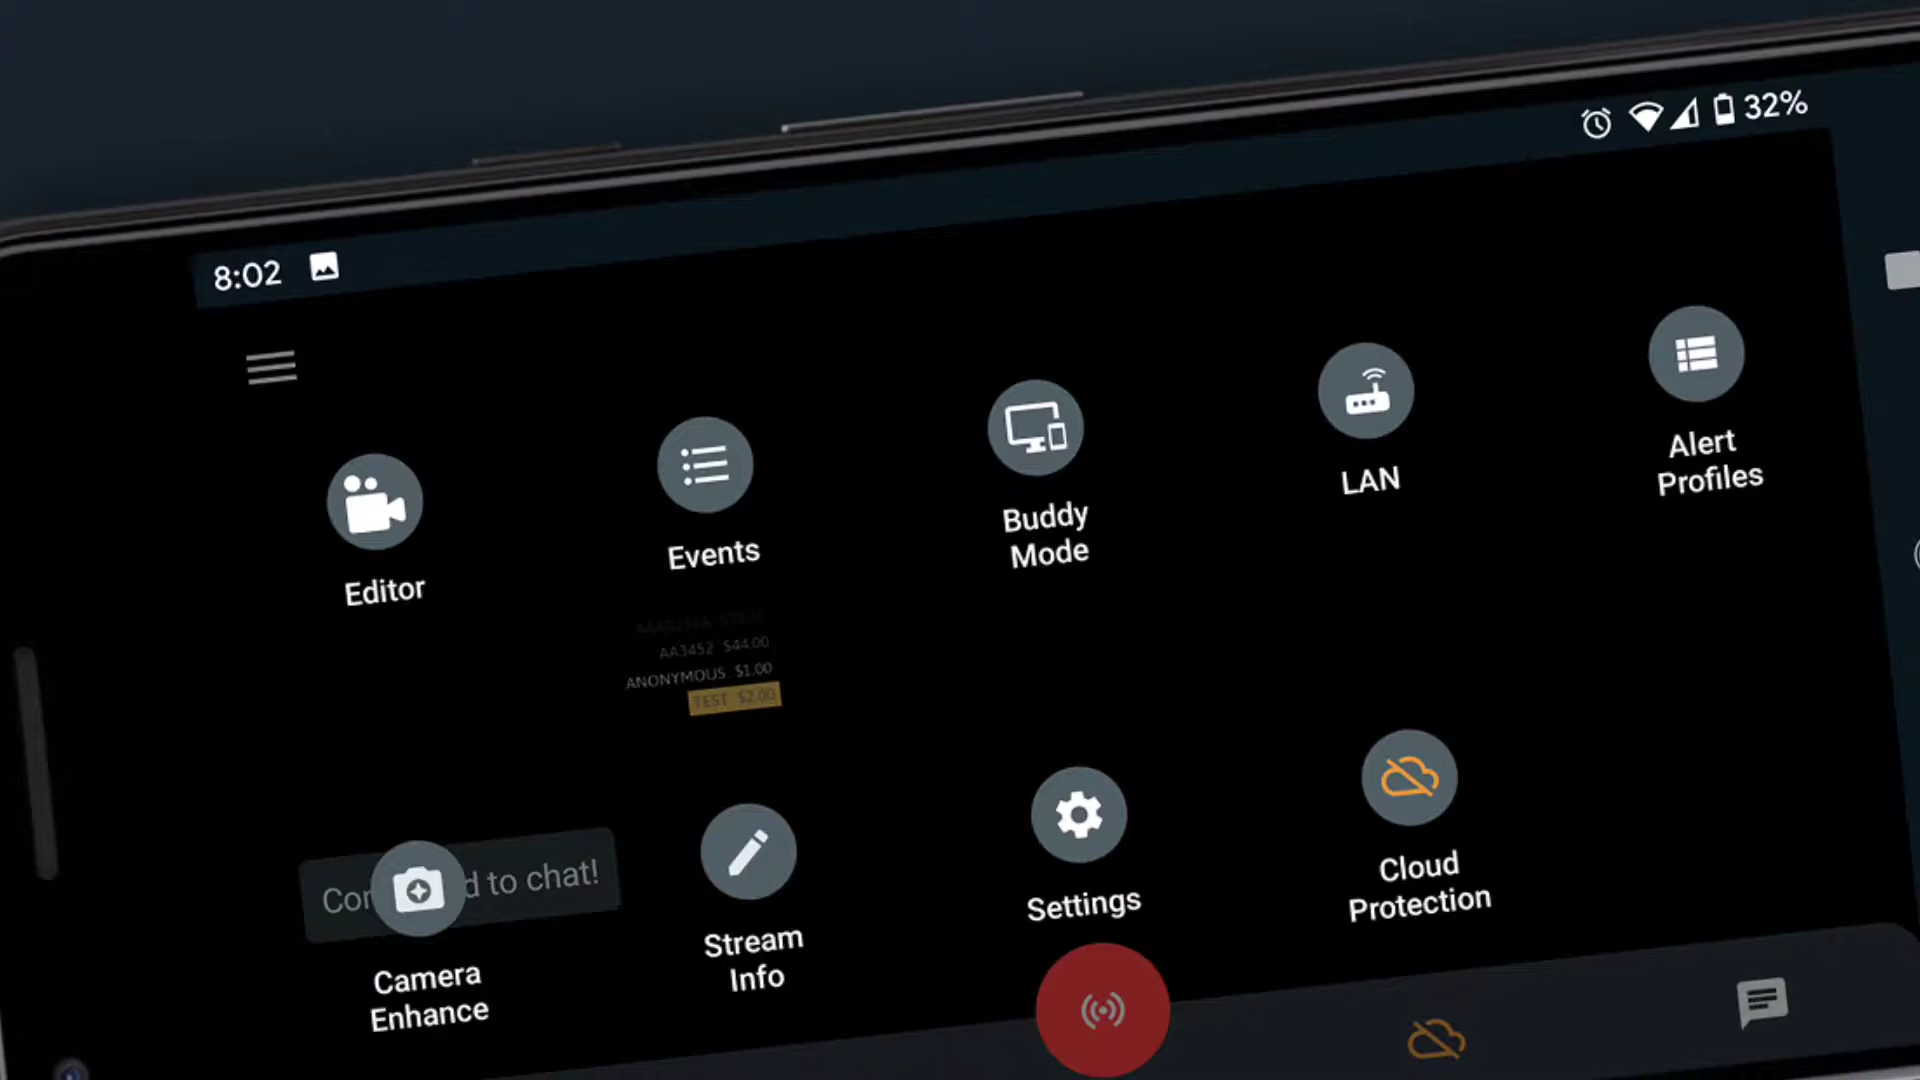 8:02
32%
Editor
Events
Buddy
Mode
LAN
Alert
Profiles
AA3452 $44.00
ANONYMOUS $1.00
TEST $2.00
d to chat!
Camera
Enhance
Stream
Info
Settings
Cloud
Protection